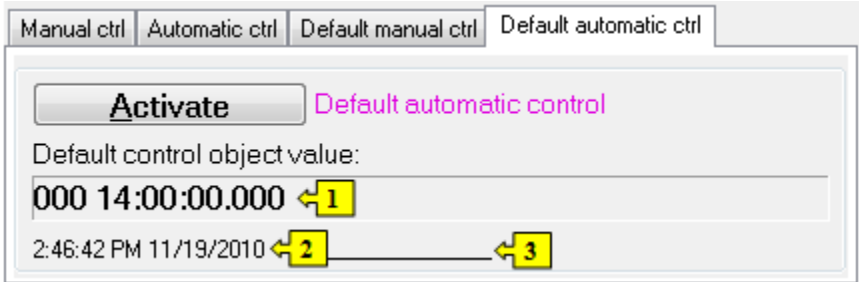 Manual ctrl Automatic ctrl Default manual ctrl Default automatic ctrl
Activate Default automatic control
Default control object value:
000 14:00:00.000 1
2:46:42 PM 11/19/2010 2 __________ 3